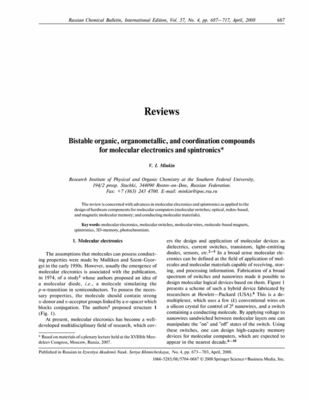 Russian Chemical Bulletin, International Edition, Vol. 57, No. 4, pp. 687—717, April, 2008 687
Reviews
Bistable organic, organometallic, and coordination compounds
for molecular electronics and spintronics*
V. I. Minkin
Research Institute of Physical and Organic Chemistry at the Southern Federal University,
194/2 prosp. Stachki, 344090 Rostov-on-Don, Russian Federation.
Fax: +7 (863) 243 4700. E-mail: minkin@ipoc.rsu.ru
The review is concerned with advances in molecular electronics and spintronics as applied to the
design of hardware components for molecular computers (molecular switches; optical, redox-based,
and magnetic memory; and conducting molecular materials).
Key words: molecular electronics, molecular switches, molecular wires, molecule-based magnets,
spintronics, 3D-memory, photochromism.
1. Molecular electronics
The assumptions that molecules can possess conduct-
ing properties were made by Mulliken and Szent-Gyor-
gyi in the early 1950s. However, usually the emergence of
molecular electronics is associated with the publication,
in 1974, of a study¹ whose authors proposed an idea of
a molecular diode, i.e., a molecule simulating the
p-n-transition in semiconductors. To possess the neces-
sary properties, the molecule should contain strong
π-donor and π-acceptor groups linked by a σ-spacer which
blocks conjugation. The authors¹ proposed structure 1
(Fig. 1).
At present, molecular electronics has become a well-
developed multidisciplinary field of research, which cov-
* Based on materials of a plenary lecture held at the XVIIIth Men-
deleev Congress, Moscow, Russia, 2007.
ers the design and application of molecular devices as
dielectrics, current switches, transistors, light-emitting
diodes, sensors, etc.²⁻⁵ In a broad sense molecular elec-
tronics can be defined as the field of application of mol-
ecules and molecular materials capable of receiving, stor-
ing, and processing information. Fabrication of a broad
spectrum of switches and nanowires made it possible to
design molecular logical devices based on them. Figure 1
presents a scheme of such a hybrid device fabricated by
researchers at Hewlett—Packard (USA).⁶ This is a de-
multiplexer, which uses a few (k) conventional wires on
a silicon crystal for control of 2ᵏ nanowires, and a switch
containing a conducting molecule. By applying voltage to
nanowires sandwiched between molecular layers one can
manipulate the "on" and "off" states of the switch. Using
these switches, one can design high-capacity memory
devices for molecular computers, which are expected to
appear in the nearest decade.⁶⁻¹⁰
Published in Russian in Izvestiya Akademii Nauk. Seriya Khimicheskaya, No. 4, pp. 673—703, April, 2008.
1066-5285/08/5704-0687 © 2008 Springer Science+Business Media, Inc.